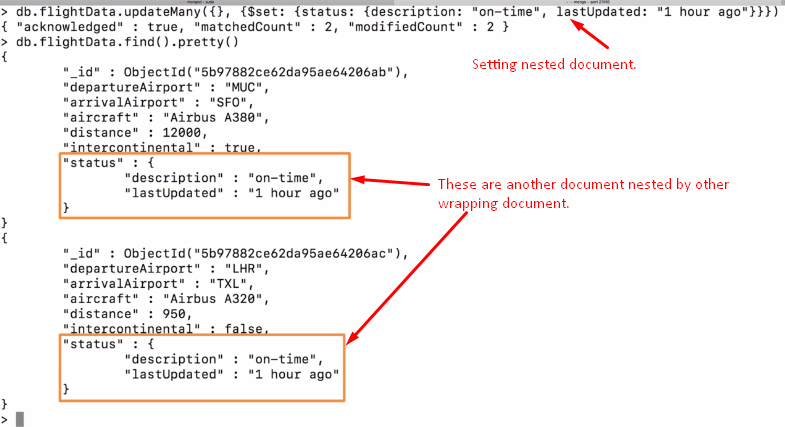 > db.flightData.updateMany({}, {$set: {status: {description: "on-time", lastUpdated: "1 hour ago"}}})
{ "acknowledged" : true, "matchedCount" : 2, "modifiedCount" : 2 }
> db.flightData.find().pretty()
Setting nested document.
{
"_id" : ObjectId("5b97882ce62da95ae64206ab"),
"departureAirport" : "MUC",
"arrivalAirport" : "SFO",
"aircraft" : "Airbus A380",
"distance" : 12000,
"intercontinental" : true,
"status" : {
"description" : "on-time",
"lastUpdated" : "1 hour ago"
}
These are another document nested by other
wrapping document.
}
{
"_id" : ObjectId("5b97882ce62da95ae64206ac"),
"departureAirport" : "LHR",
"arrivalAirport" : "TXL",
"aircraft" : "Airbus A320",
"distance" : 950,
"intercontinental" : false,
"status" : {
"description" : "on-time",
"lastUpdated" : "1 hour ago"
}
}
>